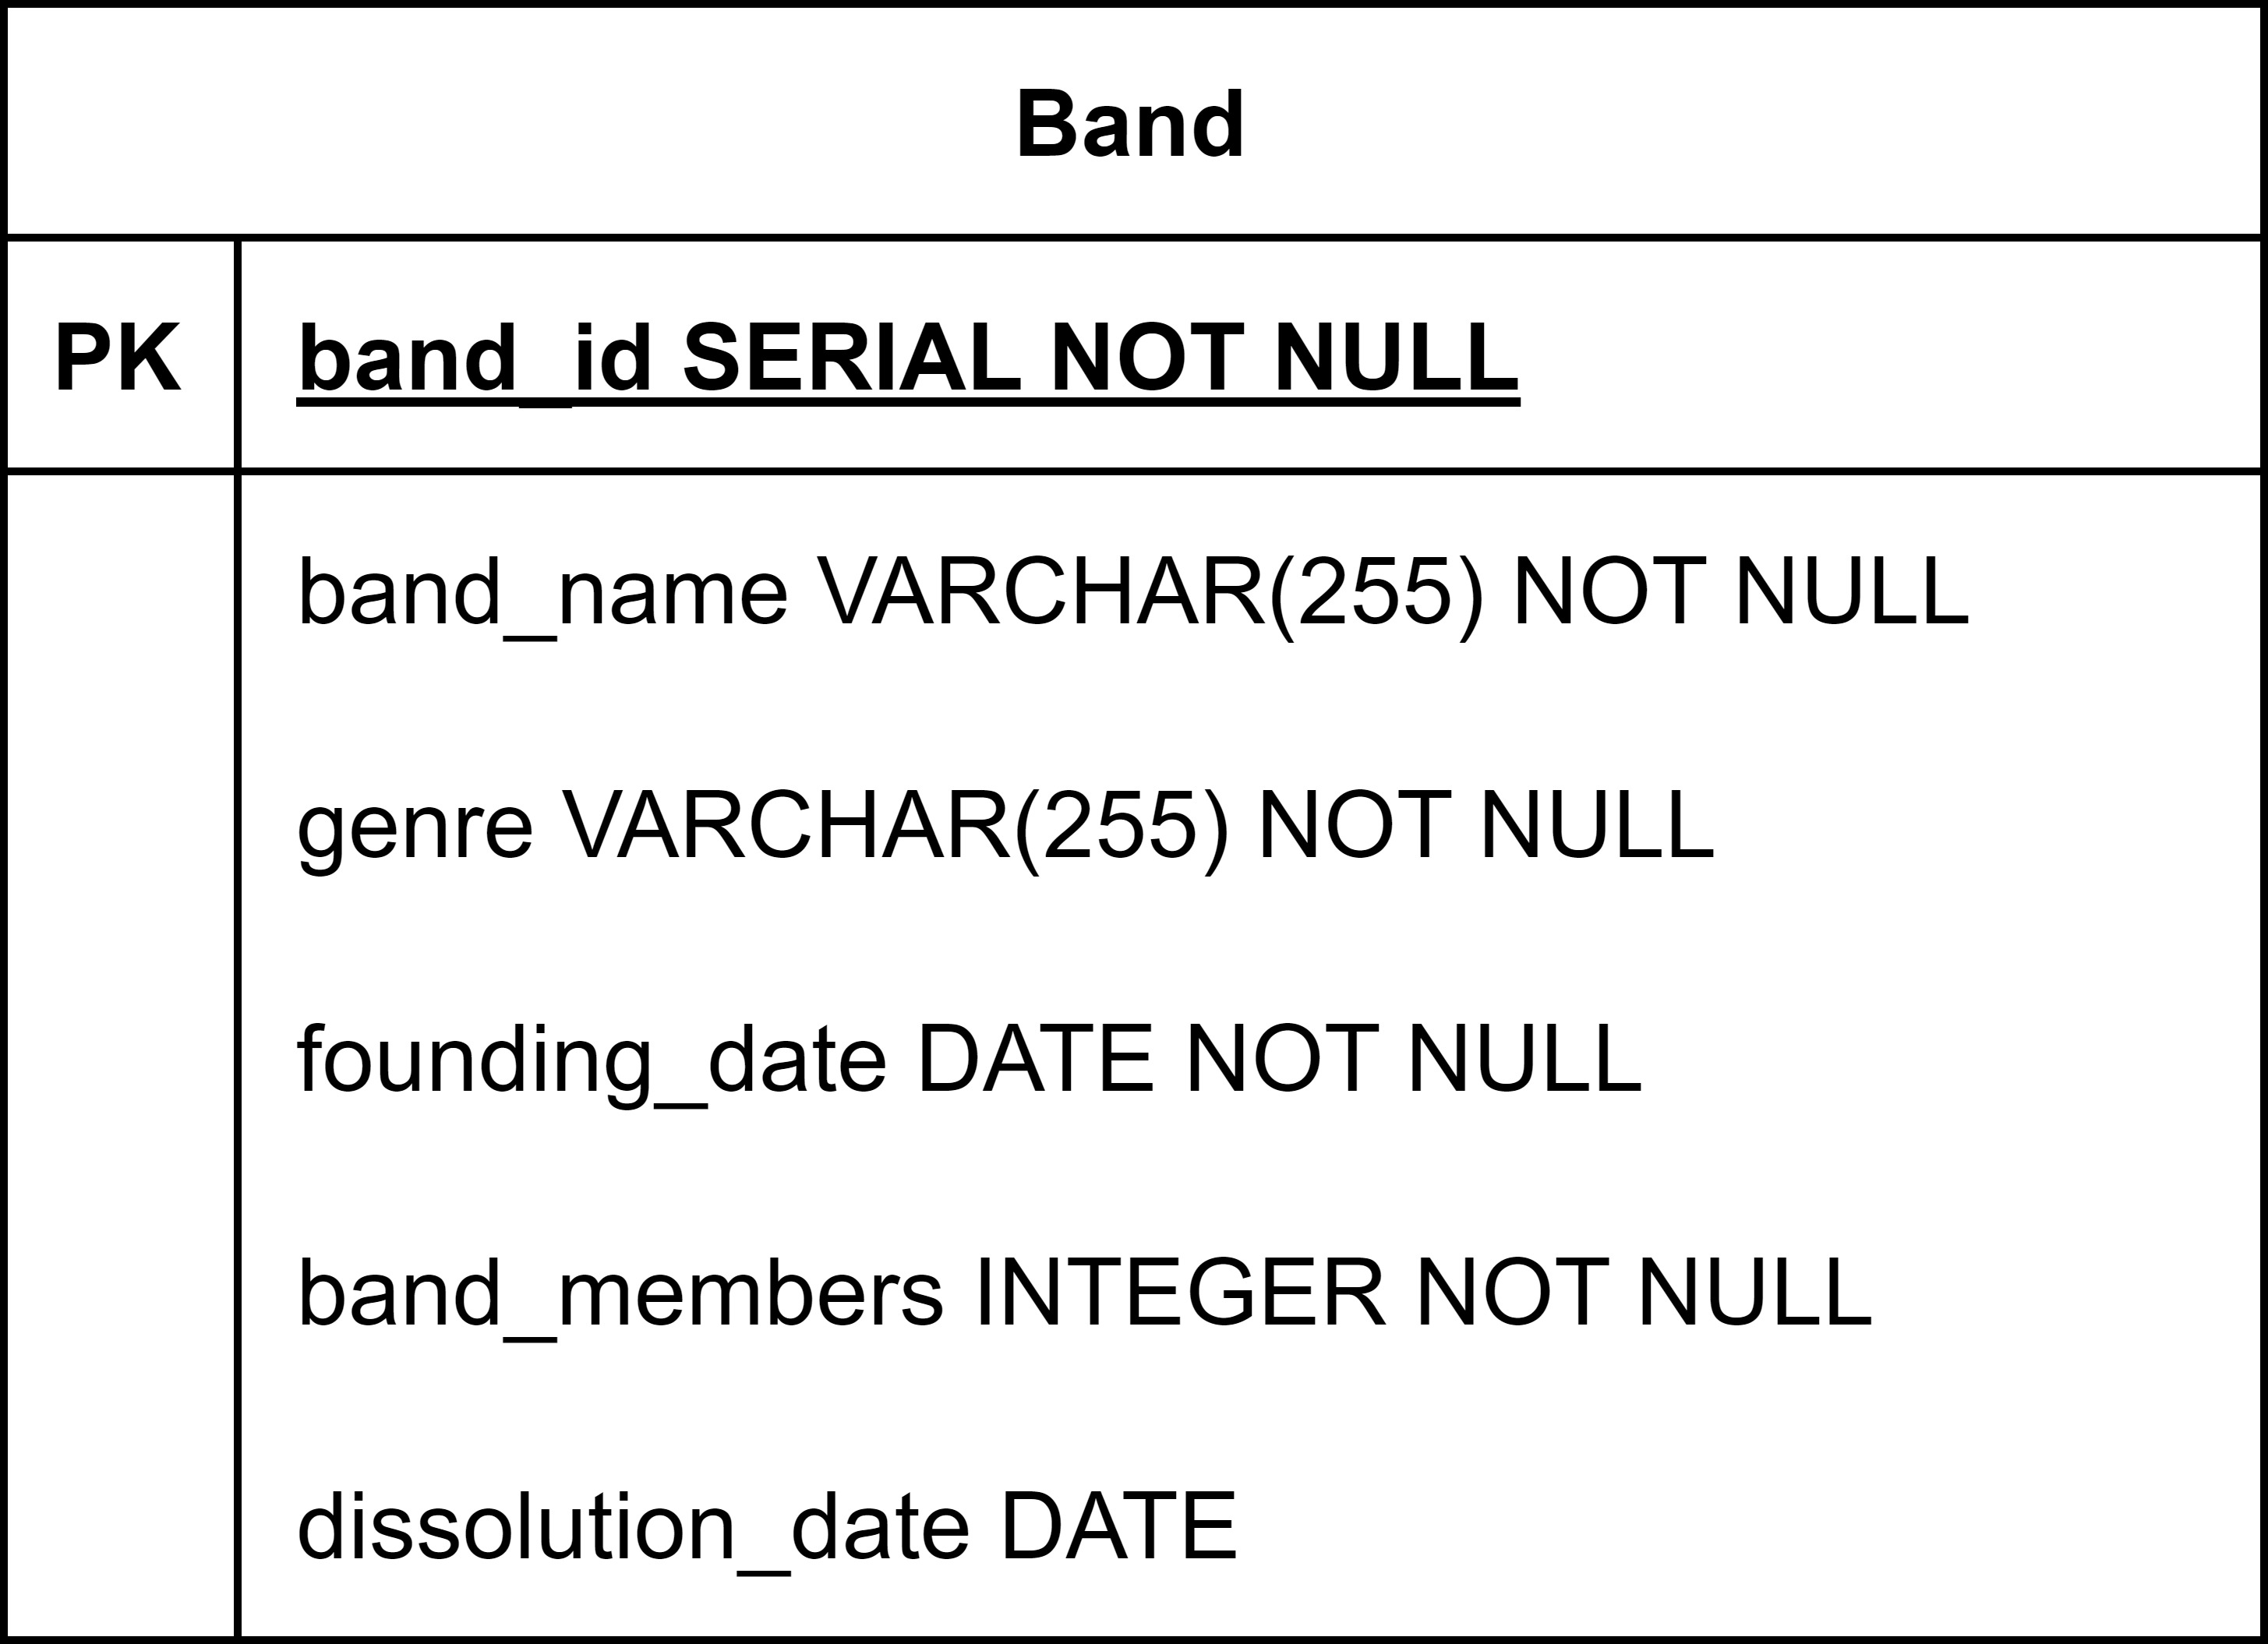 Band
PK band_id SERIAL NOT NULL
band_name VARCHAR(255) NOT NULL
genre VARCHAR(255) NOT NULL
founding_date DATE NOT NULL
band_members INTEGER NOT NULL
dissolution_date DATE